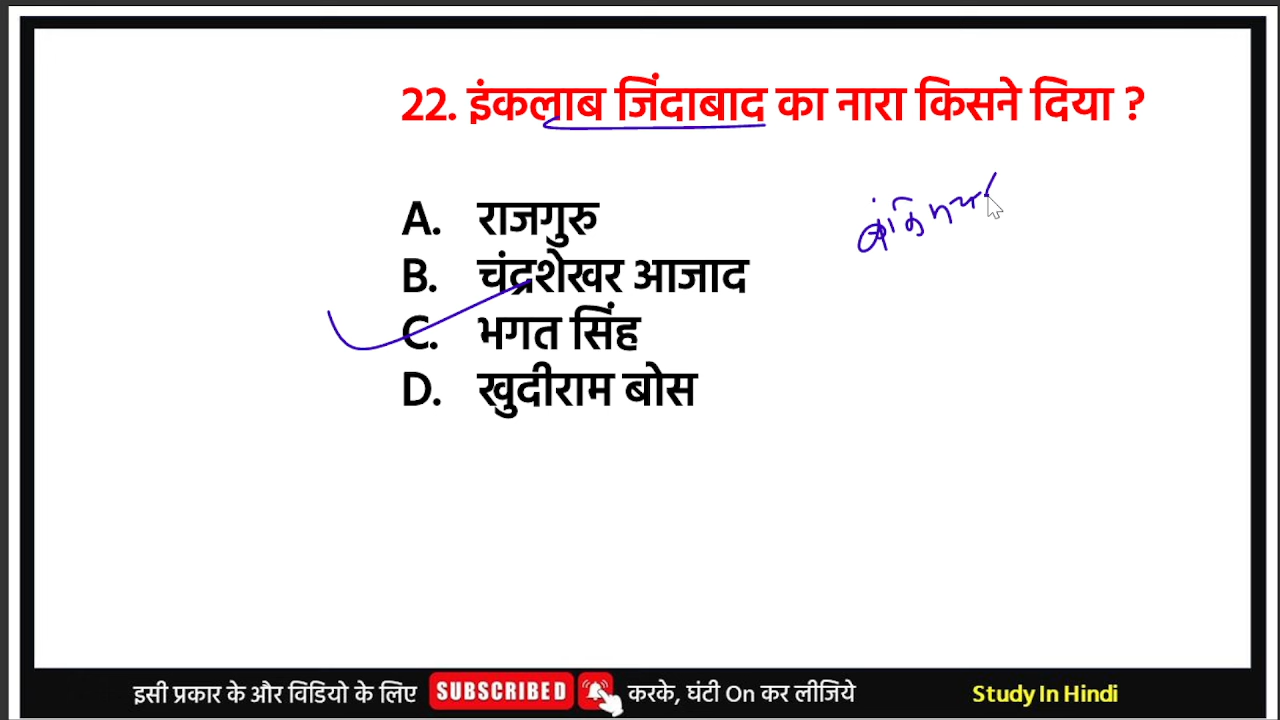 22. इंकलाब जिंदाबाद का नारा किसने दिया ?
A. राजगुरु
B. चंद्रशेखर आजाद
C. भगत सिंह
D. खुदीराम बोस
इसी प्रकार के और विडियो के लिए SUBSCRIBED करके, घंटी On कर लीजिये Study In Hindi